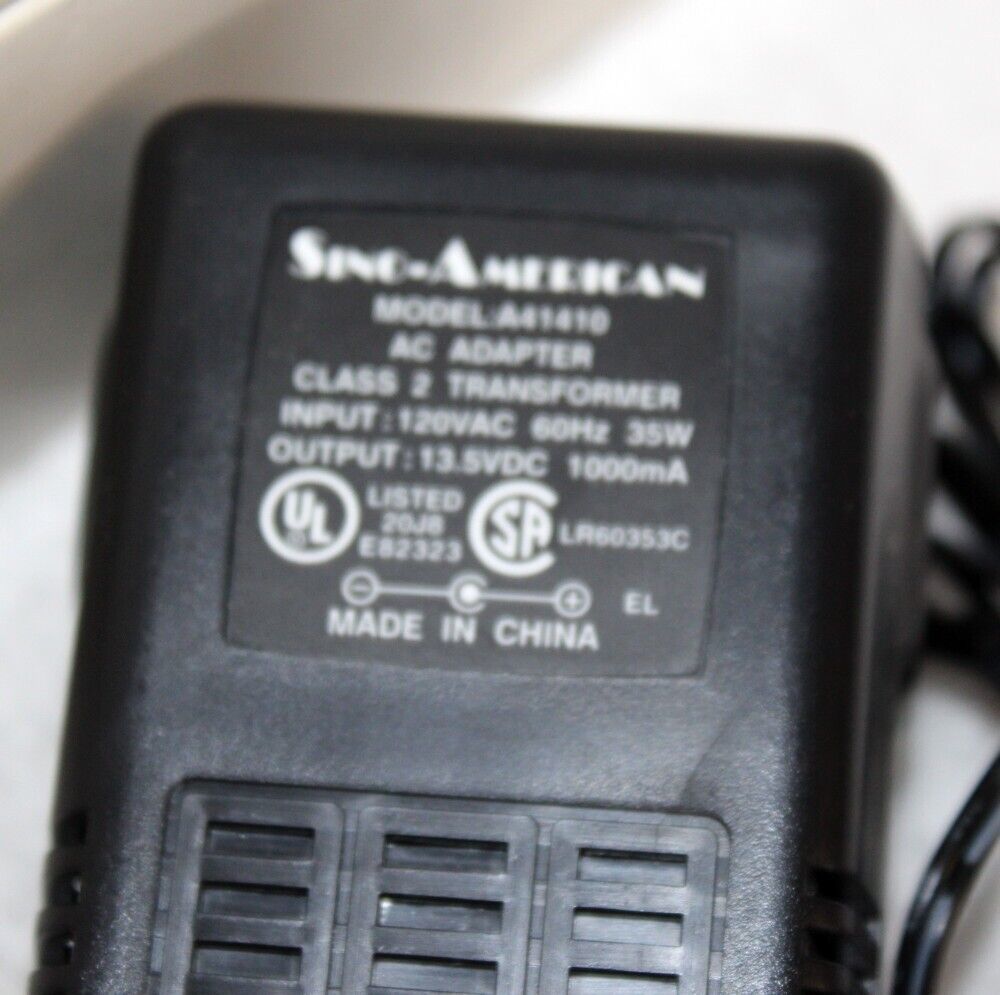 SINO-AMERICAN
MODEL:A41410
AC ADAPTER
CLASS 2 TRANSFORMER
INPUT:120VAC 60Hz 35W
OUTPUT:13.5VDC 1000mA
UL LISTED
20J8
E82323
SA LR60353C
- + EL
MADE IN CHINA